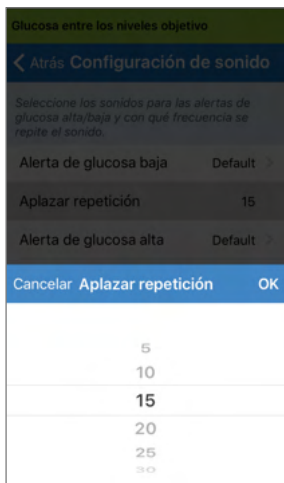 Glucosa entre los niveles objetivo
Atrás Configuración de sonido
Seleccione los sonidos para las alertas de
glucosa alta/baja y con qué frecuencia se
repite el sonido.
Alerta de glucosa baja Default
Aplazar repetición 15
Alerta de glucosa alta Default
Cancelar Aplazar repetición OK
5
10
15
20
25
30